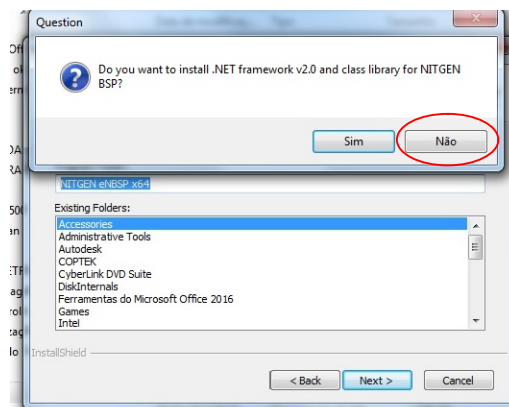 Question
Do you want to install .NET framework v2.0 and class library for NITGEN
BSP?
Sim
Não
NITGEN eNBSP x64
Existing Folders:
Accessories
Administrative Tools
Autodesk
COPTEK
CyberLink DVD Suite
DiskInternals
Ferramentas do Microsoft Office 2016
Games
Intel
InstallShield
< Back
Next >
Cancel